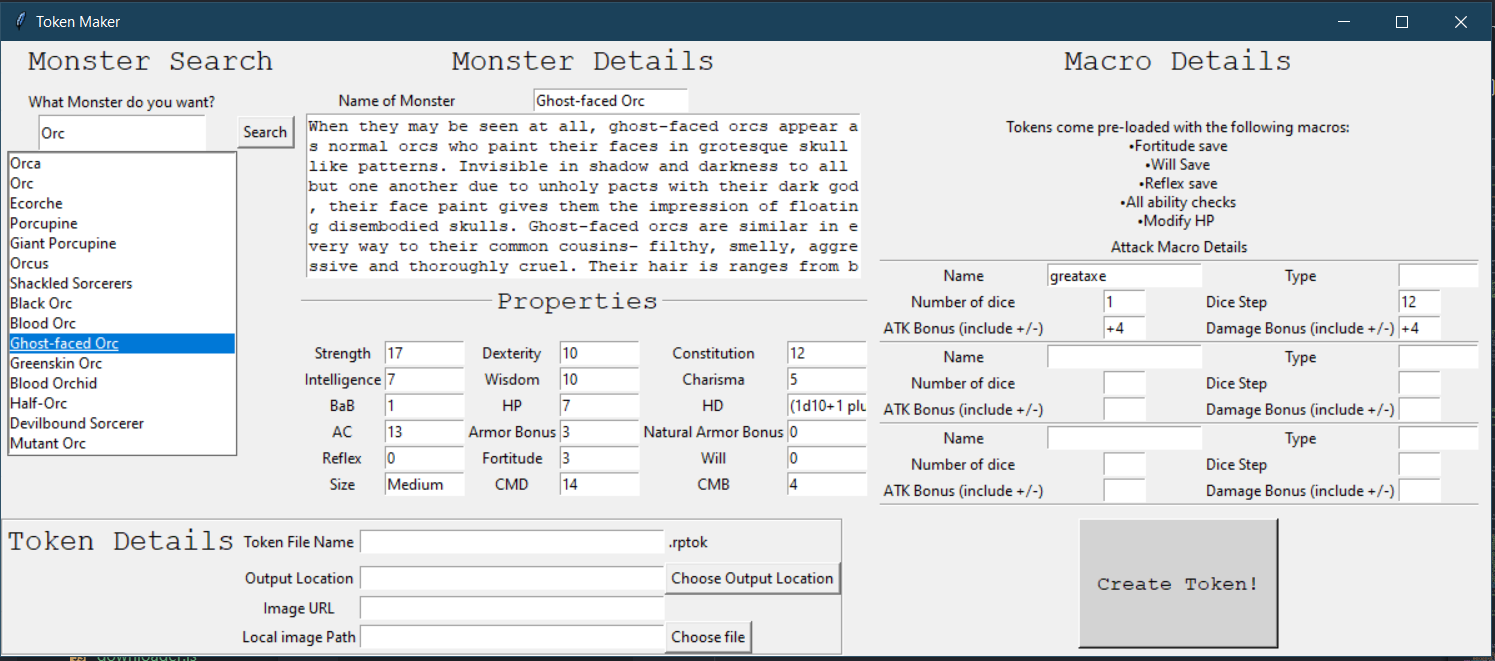 Token Maker
Monster Search
What Monster do you want?
Orc
Search
Orca
Orc
Ecorche
Porcupine
Giant Porcupine
Orcus
Shackled Sorcerers
Black Orc
Blood Orc
Ghost-faced Orc
Greenskin Orc
Blood Orchid
Half-Orc
Devilbound Sorcerer
Mutant Orc
Monster Details
Name of Monster Ghost-faced Orc
When they may be seen at all, ghost-faced orcs appear a
s normal orcs who paint their faces in grotesque skull
like patterns. Invisible in shadow and darkness to all
but one another due to unholy pacts with their dark god
, their face paint gives them the impression of floatin
g disembodied skulls. Ghost-faced orcs are similar in e
very way to their common cousins- filthy, smelly, aggre
ssive and thoroughly cruel. Their hair is ranges from b
Properties
Strength 17 Dexterity 10 Constitution 12
Intelligence 7 Wisdom 10 Charisma 5
BaB 1 HP 7 HD (1d10+1 plu
AC 13 Armor Bonus 3 Natural Armor Bonus 0
Reflex 0 Fortitude 3 Will 0
Size Medium CMD 14 CMB 4
Macro Details
Tokens come pre-loaded with the following macros:
•Fortitude save
•Will Save
•Reflex save
•All ability checks
•Modify HP
Attack Macro Details
Name greataxe Type
Number of dice 1 Dice Step 12
ATK Bonus (include +/-) +4 Damage Bonus (include +/-) +4
Name Type
Number of dice Dice Step
ATK Bonus (include +/-) Damage Bonus (include +/-)
Name Type
Number of dice Dice Step
ATK Bonus (include +/-) Damage Bonus (include +/-)
Token Details
Token File Name .rptok
Output Location Choose Output Location
Image URL
Local image Path Choose file
Create Token!